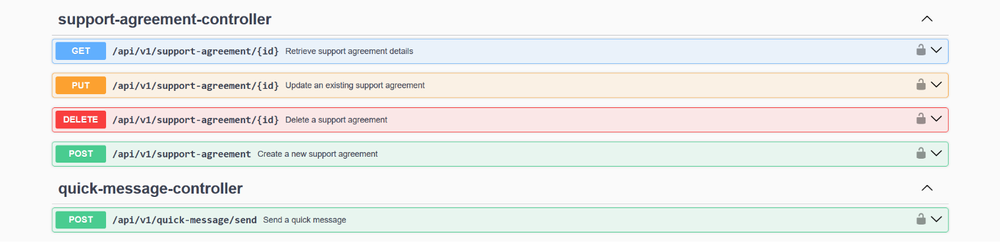 support-agreement-controller
GET /api/v1/support-agreement/{id} Retrieve support agreement details
PUT /api/v1/support-agreement/{id} Update an existing support agreement
DELETE /api/v1/support-agreement/{id} Delete a support agreement
POST /api/v1/support-agreement Create a new support agreement
quick-message-controller
POST /api/v1/quick-message/send Send a quick message